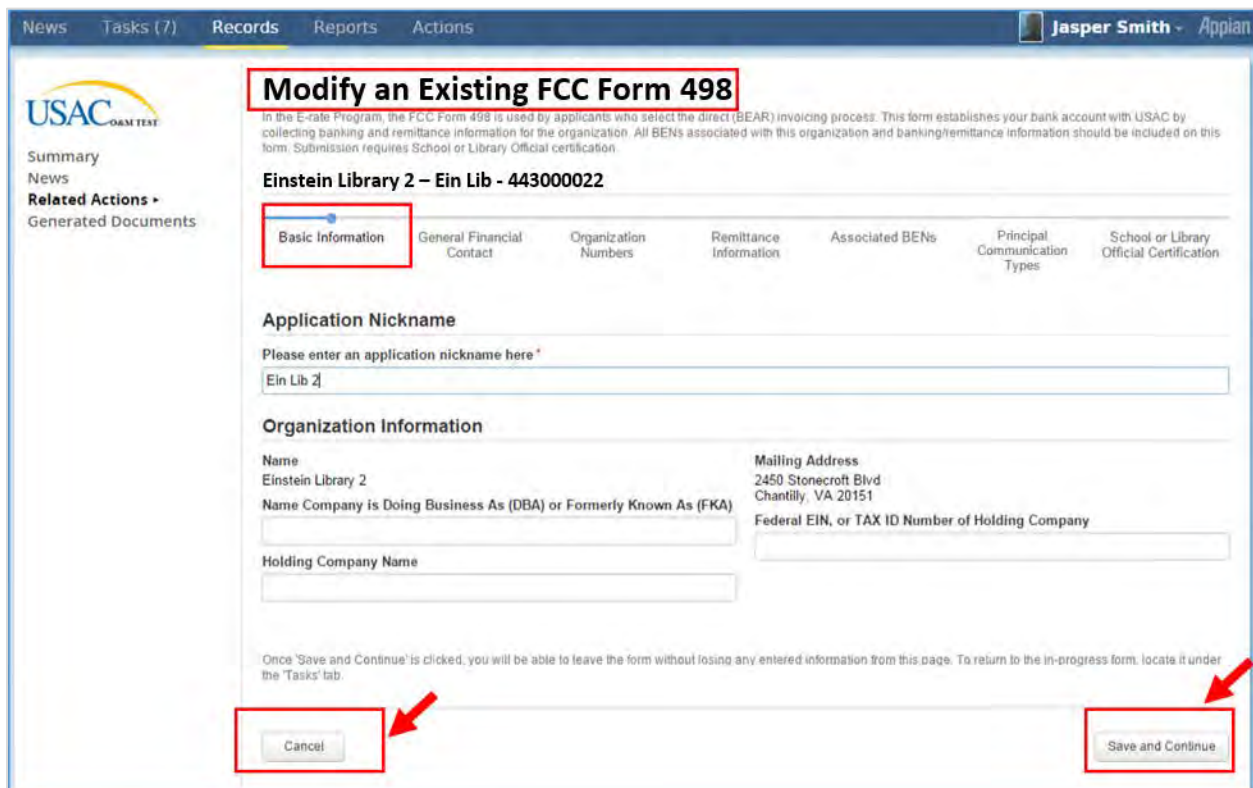 News Tasks (7) Records Reports Actions Jasper Smith Appian
USAC O&M TEST
Summary
News
Related Actions
Generated Documents
Modify an Existing FCC Form 498
In the E-rate Program, the FCC Form 498 is used by applicants who select the direct (BEAR) invoicing process. This form establishes your bank account with USAC by
collecting banking and remittance information for the organization. All BENs associated with this organization and banking/remittance information should be included on this
form. Submission requires School or Library Official certification.
Einstein Library 2 – Ein Lib - 443000022
Basic Information
General Financial
Contact
Organization
Numbers
Remittance
Information
Associated BENs
Principal
Communication
Types
School or Library
Official Certification
Application Nickname
Please enter an application nickname here *
Ein Lib 2
Organization Information
Name
Einstein Library 2
Name Company is Doing Business As (DBA) or Formerly Known As (FKA)
Holding Company Name
Mailing Address
2450 Stonecroft Blvd
Chantilly, VA 20151
Federal EIN, or TAX ID Number of Holding Company
Once 'Save and Continue' is clicked, you will be able to leave the form without losing any entered information from this page. To return to the in-progress form, locate it under
the 'Tasks' tab.
Cancel
Save and Continue